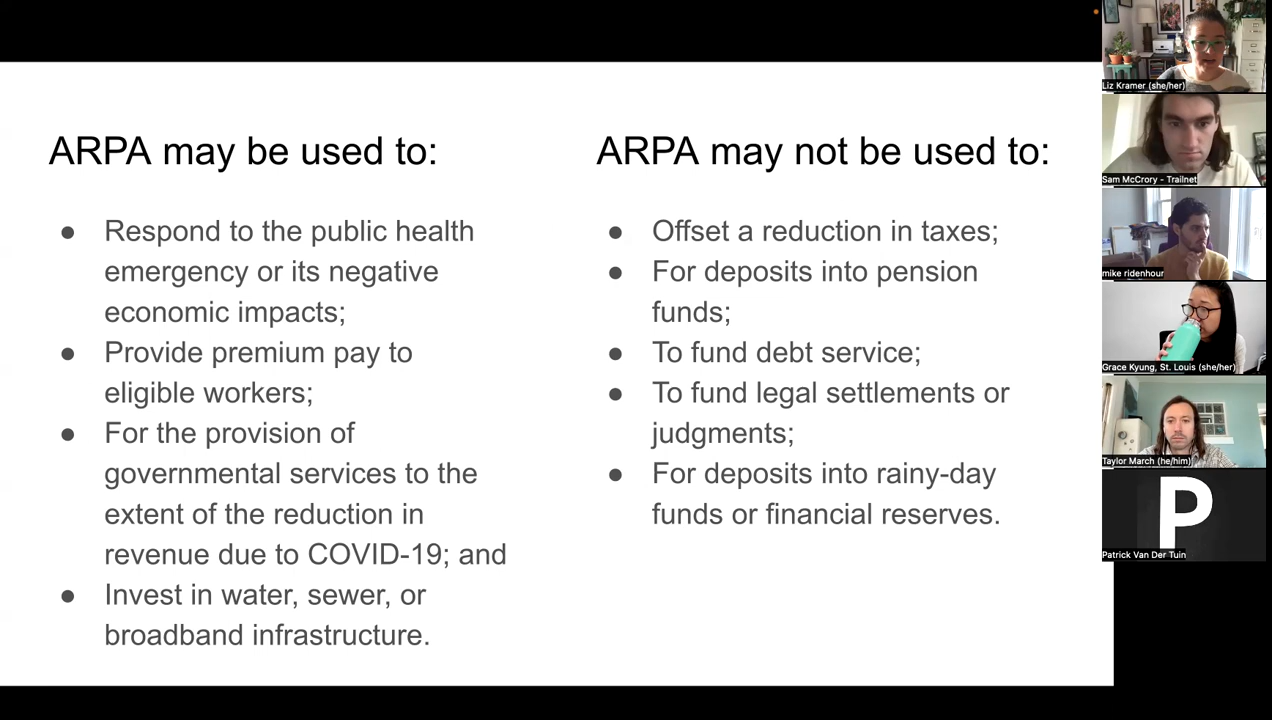 ARPA may be used to:
● Respond to the public health
emergency or its negative
economic impacts;
● Provide premium pay to
eligible workers;
● For the provision of
governmental services to the
extent of the reduction in
revenue due to COVID-19; and
● Invest in water, sewer, or
broadband infrastructure.
ARPA may not be used to:
● Offset a reduction in taxes;
● For deposits into pension
funds;
● To fund debt service;
● To fund legal settlements or
judgments;
● For deposits into rainy-day
funds or financial reserves.
Liz Kramer (she/her)
Sam McCrory - Trailnet
mike ridenhour
Grace Kyung, St. Louis (she/her)
Taylor March (he/him)
P
Patrick Van Der Tuin